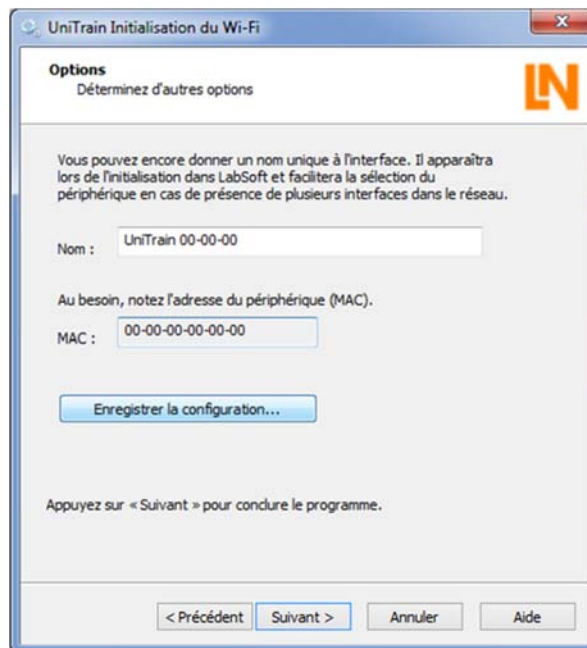 UniTrain Initialisation du Wi-Fi
Options
Déterminez d'autres options
LN
Vous pouvez encore donner un nom unique à l'interface. Il apparaîtra
lors de l'initialisation dans LabSoft et facilitera la sélection du
périphérique en cas de présence de plusieurs interfaces dans le réseau.
Nom : UniTrain 00-00-00
Au besoin, notez l'adresse du périphérique (MAC).
MAC : 00-00-00-00-00-00
Enregistrer la configuration...
Appuyez sur « Suivant » pour conclure le programme.
< Précédent Suivant > Annuler Aide